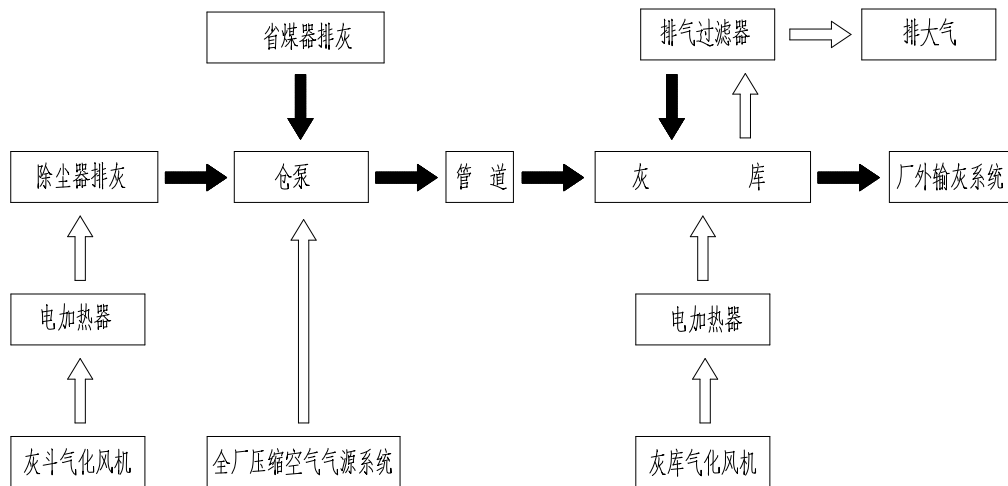 省煤器排灰
排气过滤器
排大气
除尘器排灰
仓泵
管 道
灰 库
厂外输灰系统
电加热器
电加热器
灰斗气化风机
全厂压缩空气气源系统
灰库气化风机